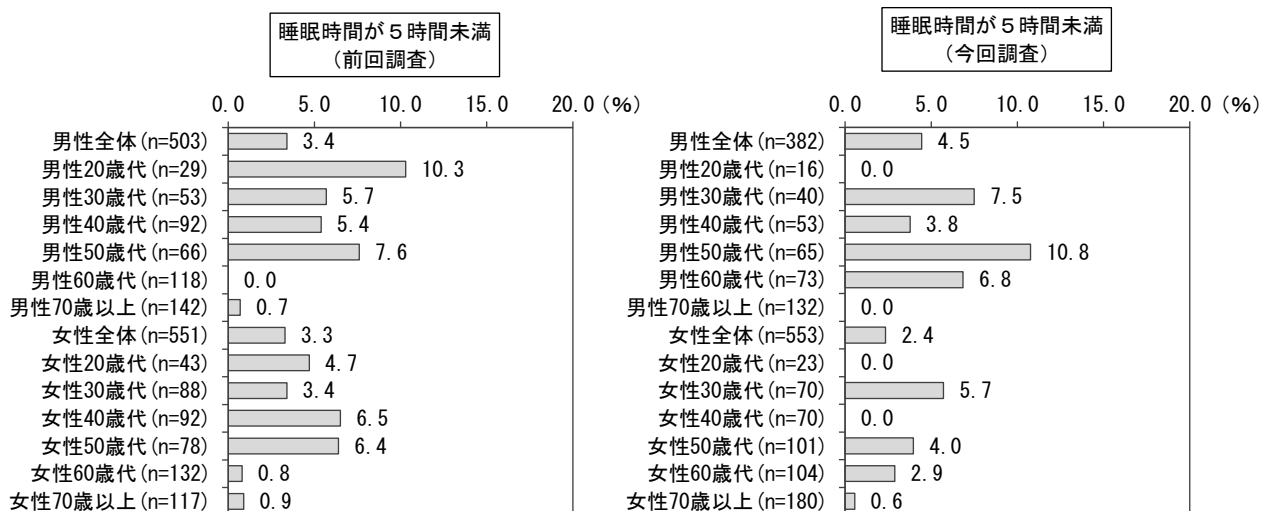 睡眠時間が５時間未満
（前回調査）
0.0 5.0 10.0 15.0 20.0 (%)
男性全体(n=503) 3.4
男性20歳代(n=29) 10.3
男性30歳代(n=53) 5.7
男性40歳代(n=92) 5.4
男性50歳代(n=66) 7.6
男性60歳代(n=118) 0.0
男性70歳以上(n=142) 0.7
女性全体(n=551) 3.3
女性20歳代(n=43) 4.7
女性30歳代(n=88) 3.4
女性40歳代(n=92) 6.5
女性50歳代(n=78) 6.4
女性60歳代(n=132) 0.8
女性70歳以上(n=117) 0.9
睡眠時間が５時間未満
（今回調査）
0.0 5.0 10.0 15.0 20.0 (%)
男性全体(n=382) 4.5
男性20歳代(n=16) 0.0
男性30歳代(n=40) 7.5
男性40歳代(n=53) 3.8
男性50歳代(n=65) 10.8
男性60歳代(n=73) 6.8
男性70歳以上(n=132) 0.0
女性全体(n=553) 2.4
女性20歳代(n=23) 0.0
女性30歳代(n=70) 5.7
女性40歳代(n=70) 0.0
女性50歳代(n=101) 4.0
女性60歳代(n=104) 2.9
女性70歳以上(n=180) 0.6